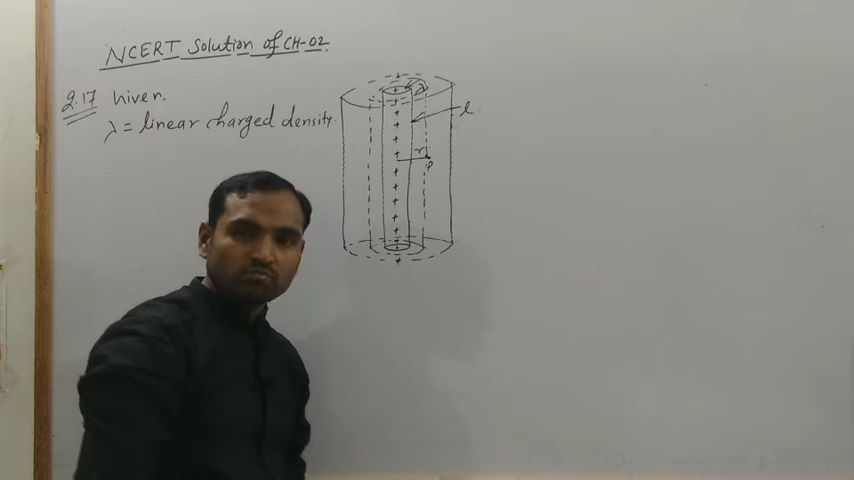 NCERT Solution of CH-02
2.17 hiven.
λ = linear charged density.
l.
r
P